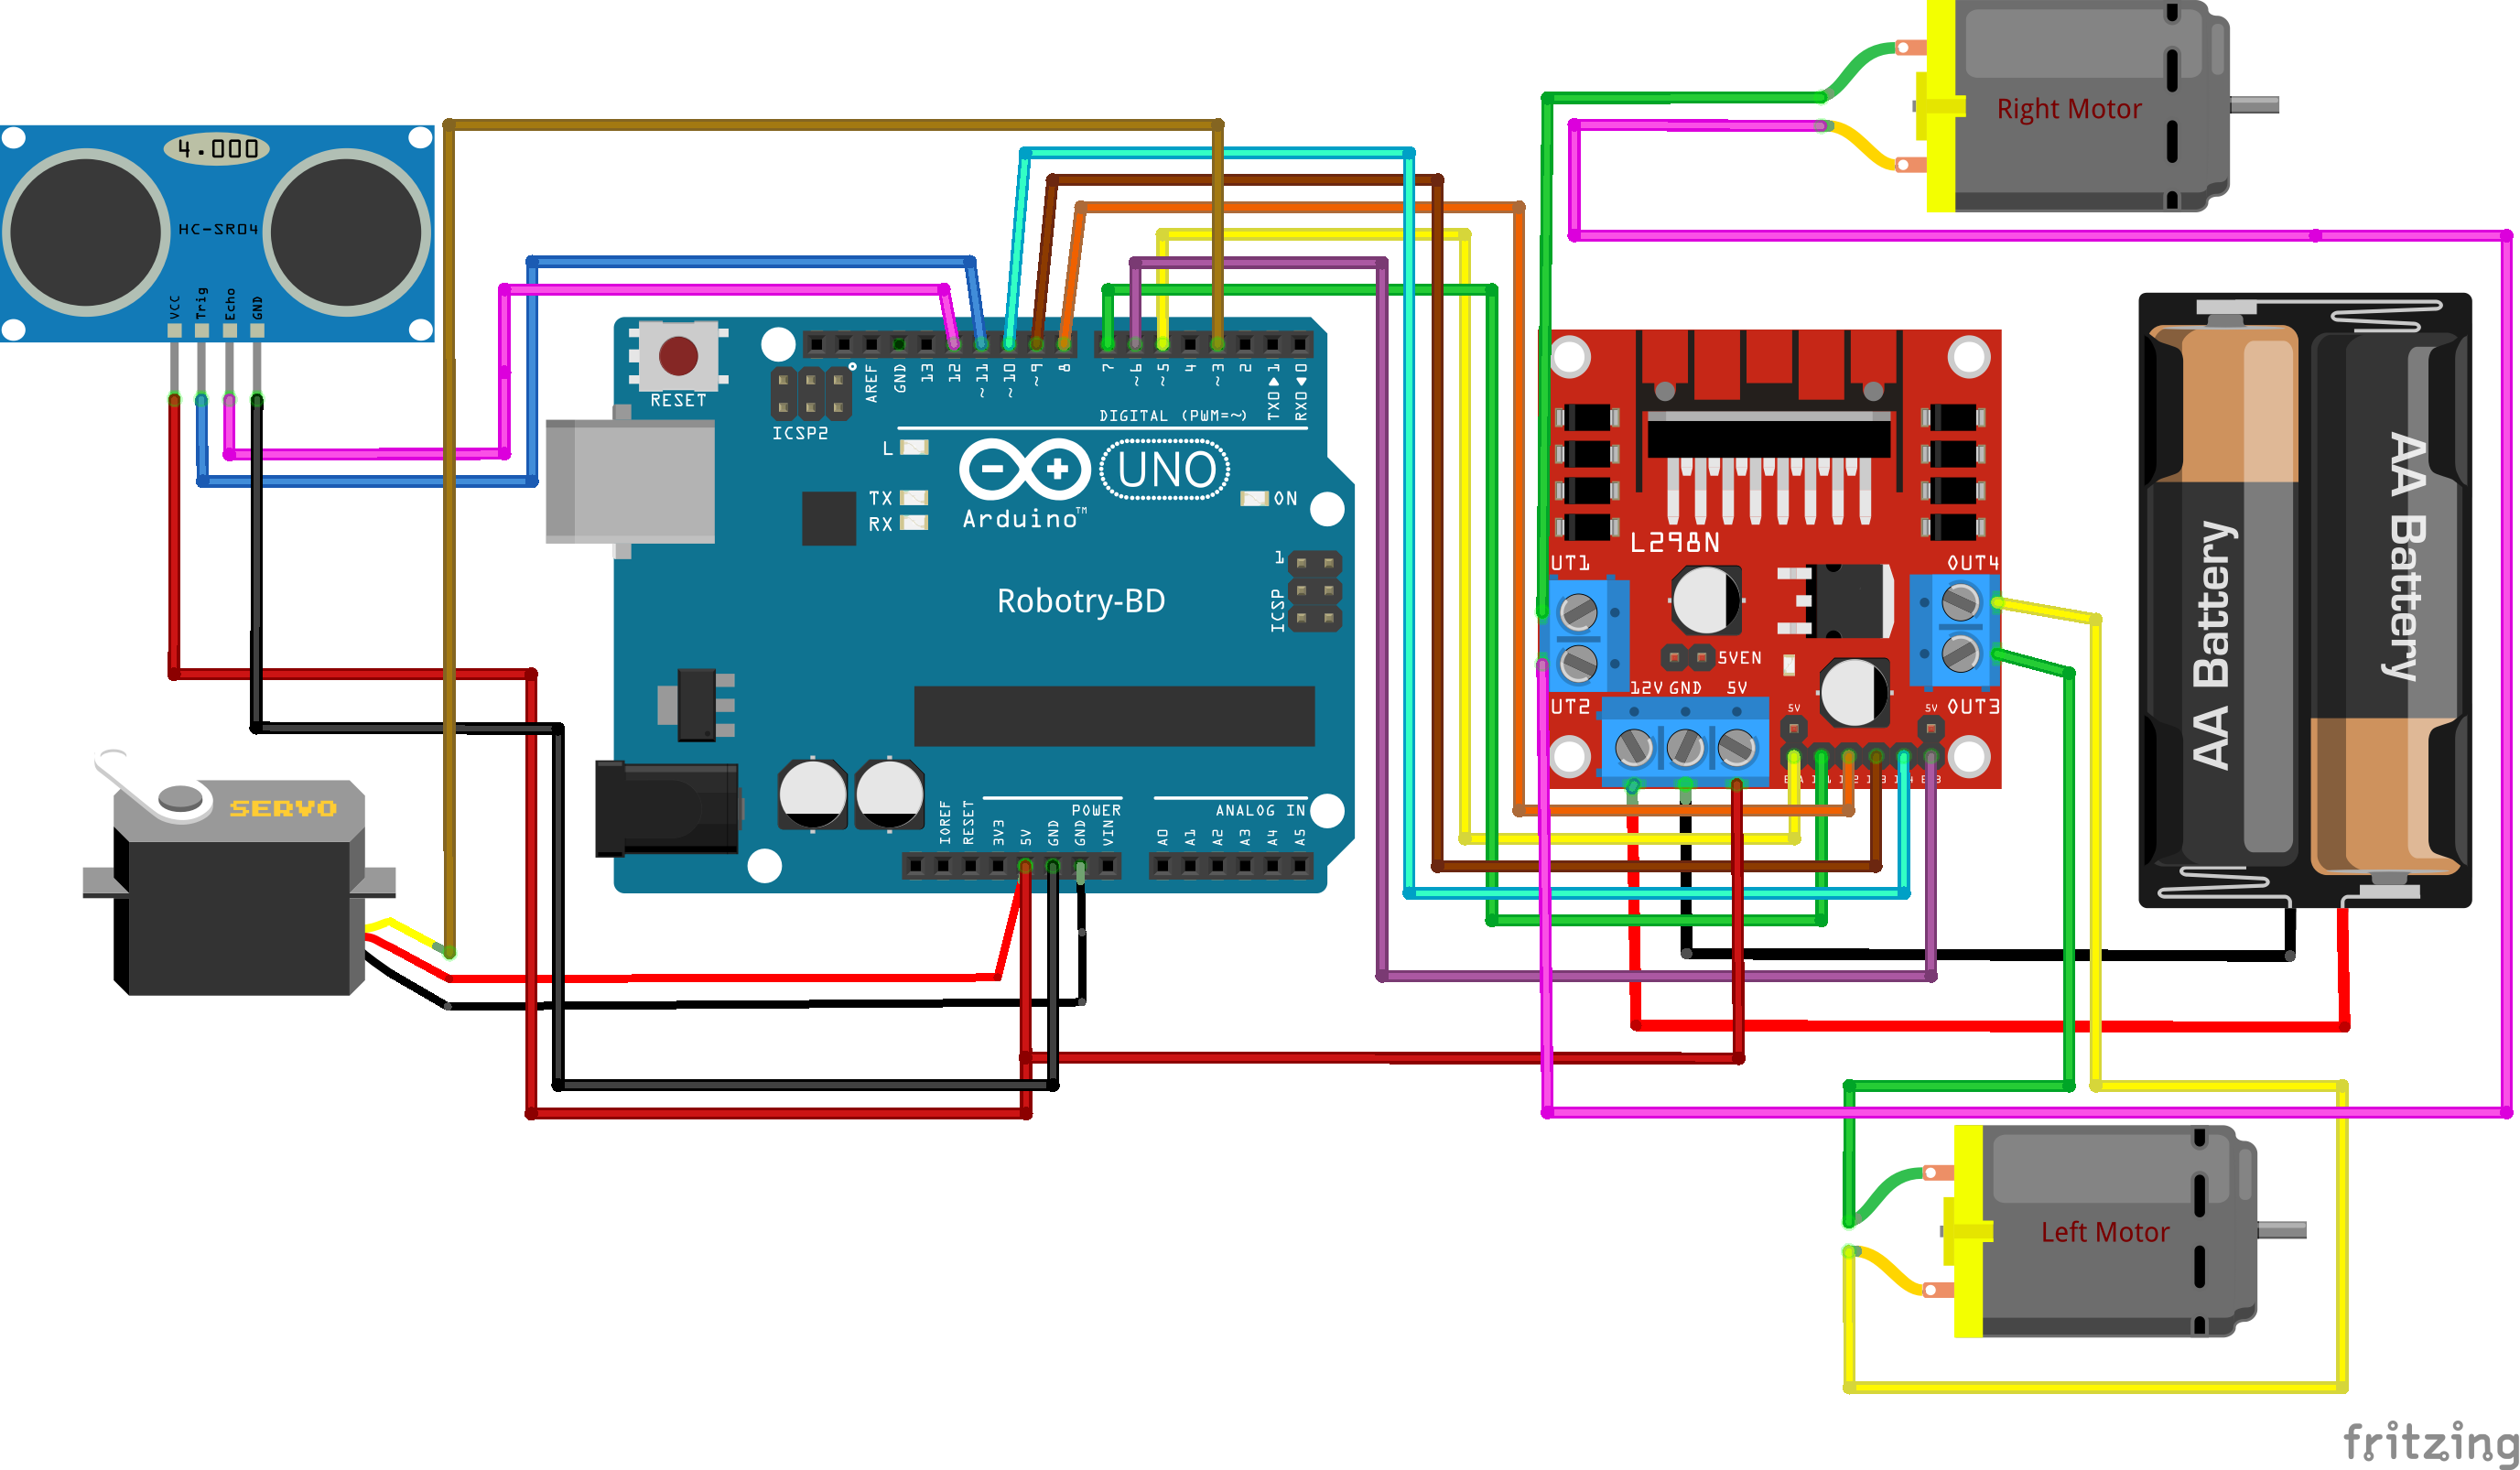 Right Motor
4.000
HC-SR04
VCC
Trig
Echo
GND
RESET
ICSP2
AREF
GND
13
12
~11
~10
~9
8
7
~6
~5
4
~3
2
TX0▶1
RX0◀0
DIGITAL (PWM=~)
L
TX
RX
Arduino™
UNO
ON
1
ICSP
Robotry-BD
POWER
ANALOG IN
IOREF
RESET
3V3
5V
GND
GND
VIN
A0
A1
A2
A3
A4
A5
SERVO
L298N
UT1
OUT4
5VEN
12V GND 5V
UT2
OUT3
5V
5V
AA Battery
AA Battery
Left Motor
fritzing